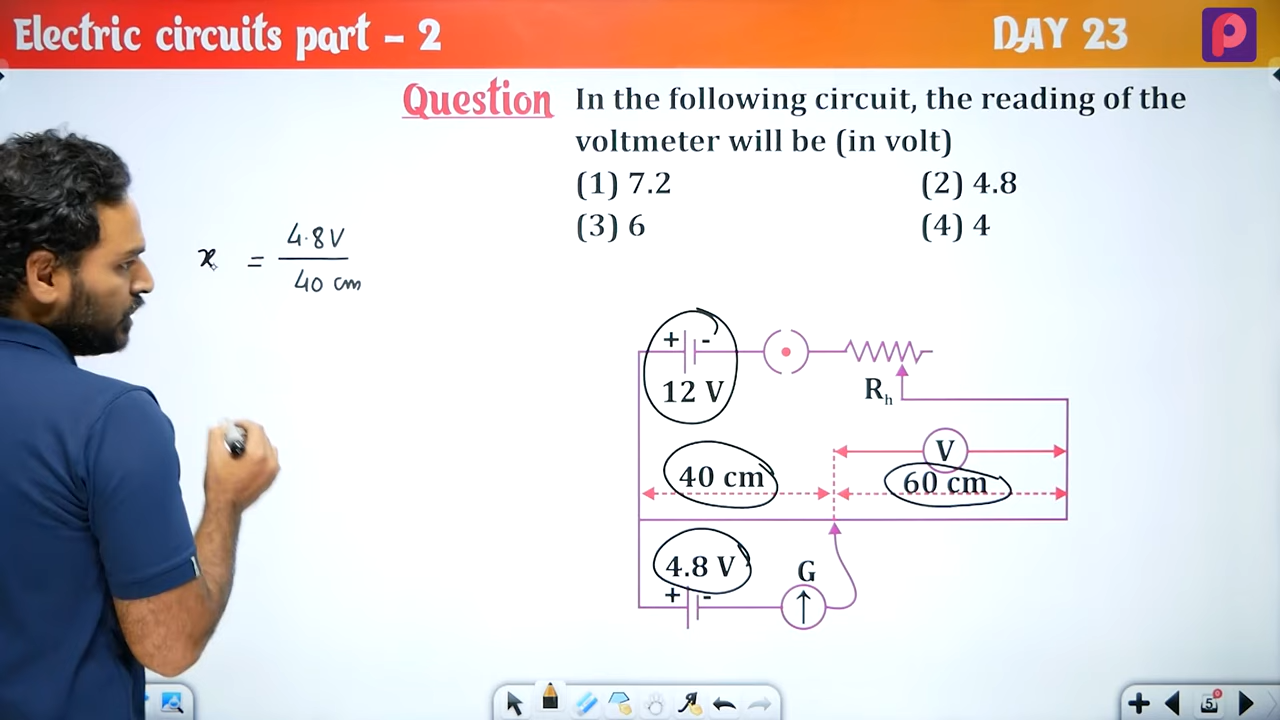 Electric circuits part – 2
DAY 23
Question In the following circuit, the reading of the
voltmeter will be (in volt)
(1) 7.2 (2) 4.8
(3) 6 (4) 4
x = 4.8V
40 cm
+ -
12 V
Rh
V
40 cm
60 cm
4.8 V
G
+ -
5